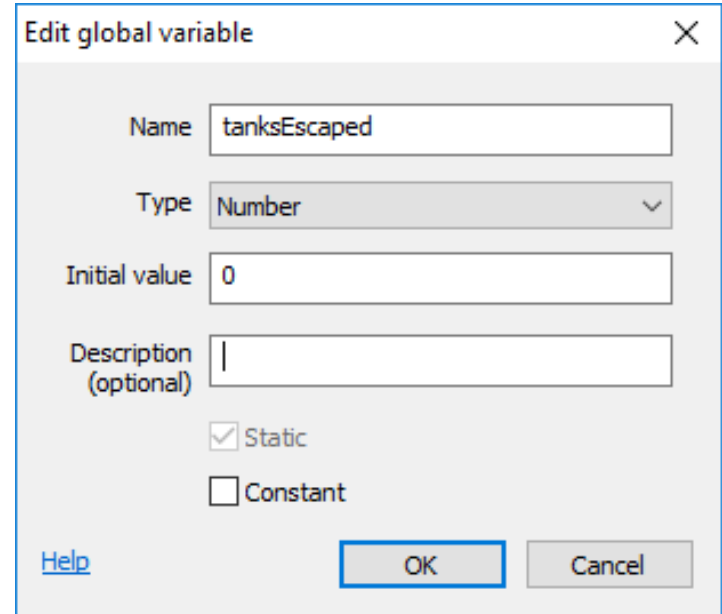 Edit global variable
Name tanksEscaped
Type Number
Initial value 0
Description
(optional)
Static
Constant
Help OK Cancel